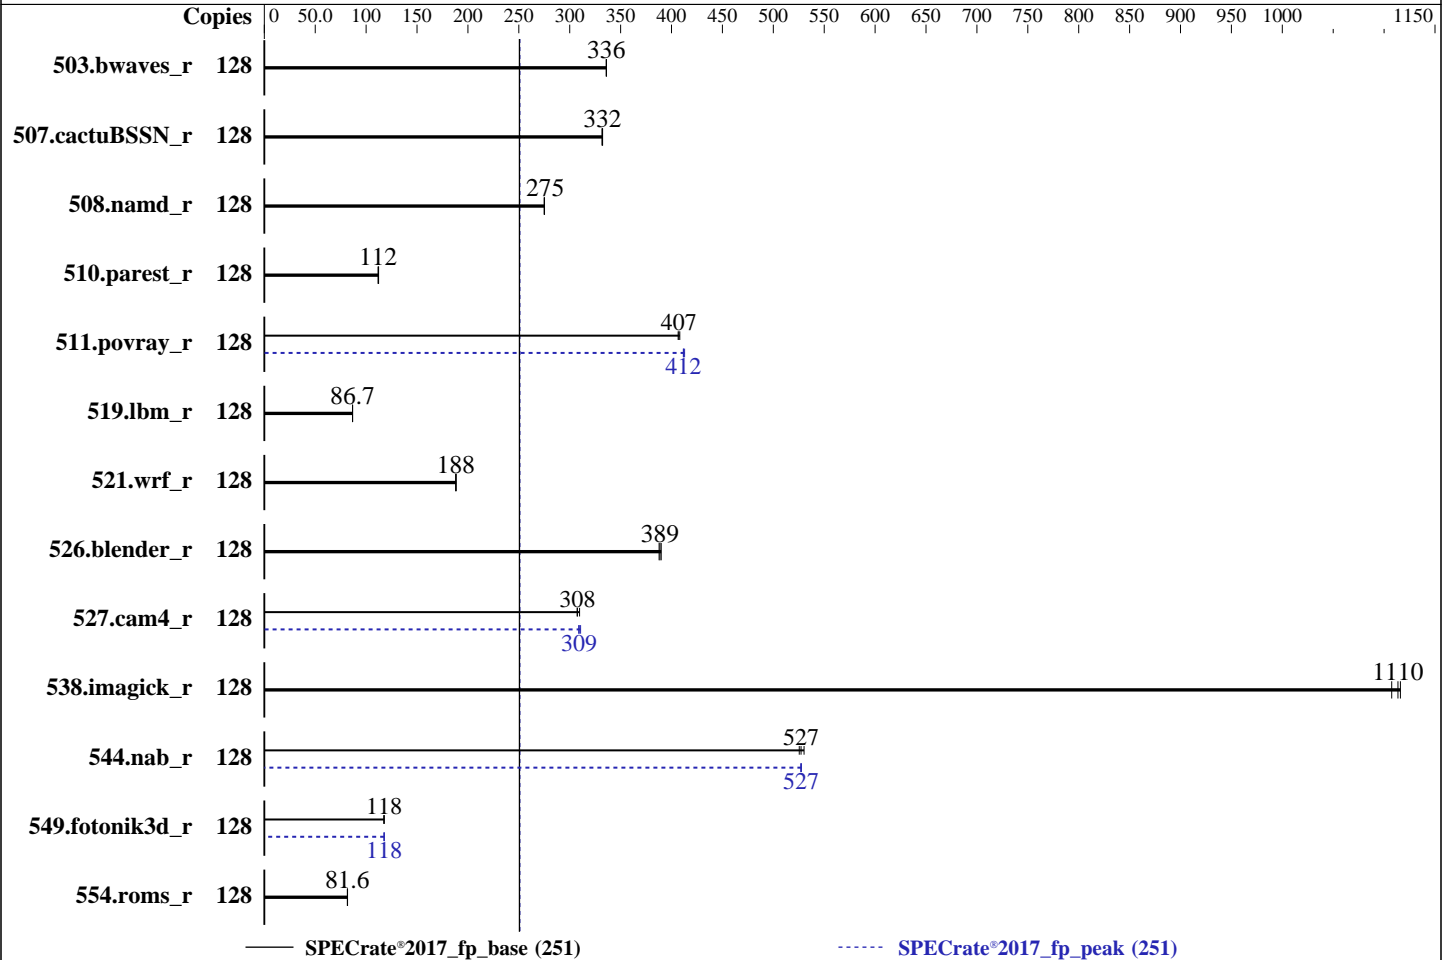 Copies 0 50.0 100 150 200 250 300 350 400 450 500 550 600 650 700 750 800 850 900 950 1000 1150
336
503.bwaves_r 128
332
507.cactuBSSN_r 128
275
508.namd_r 128
112
510.parest_r 128
407
511.povray_r 128
412
86.7
519.lbm_r 128
188
521.wrf_r 128
389
526.blender_r 128
308
527.cam4_r 128
309
1110
538.imagick_r 128
527
544.nab_r 128
527
118
549.fotonik3d_r 128
118
81.6
554.roms_r 128
SPECrate®2017_fp_base (251) SPECrate®2017_fp_peak (251)